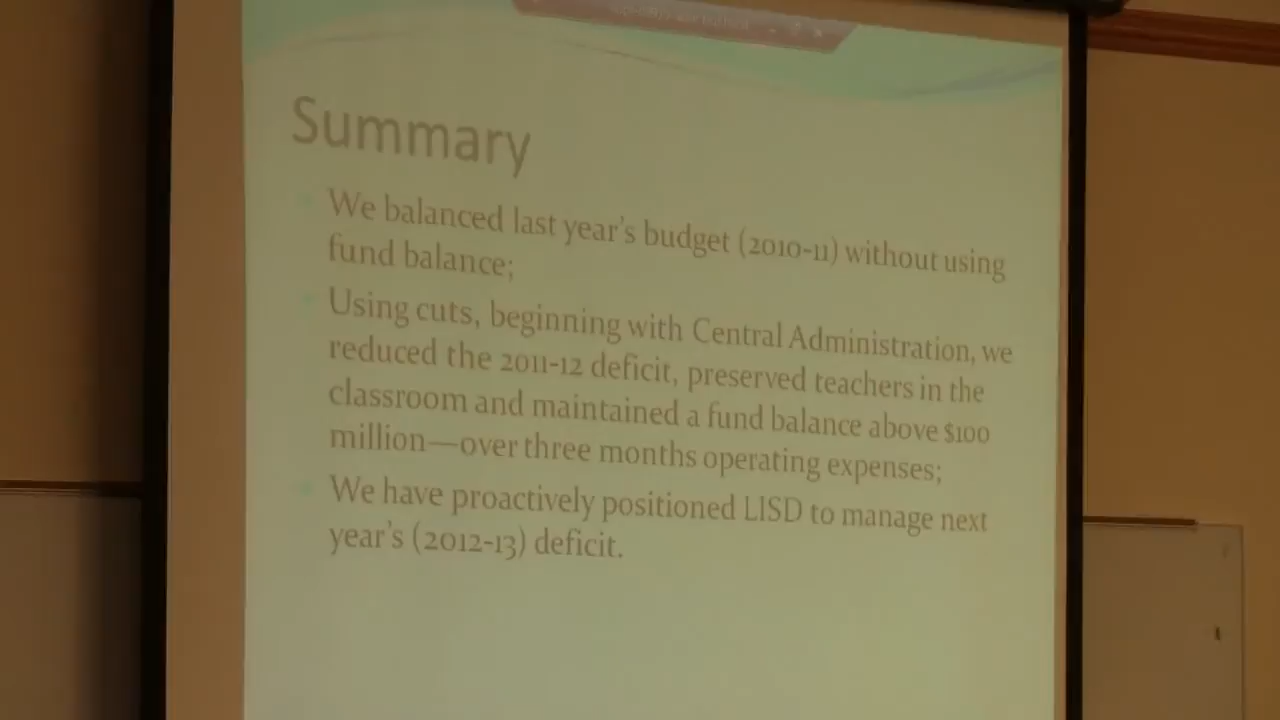 Summary
We balanced last year's budget (2010-11) without using
fund balance;
Using cuts, beginning with Central Administration, we
reduced the 2011-12 deficit, preserved teachers in the
classroom and maintained a fund balance above $100
million—over three months operating expenses;
We have proactively positioned LISD to manage next
year's (2012-13) deficit.